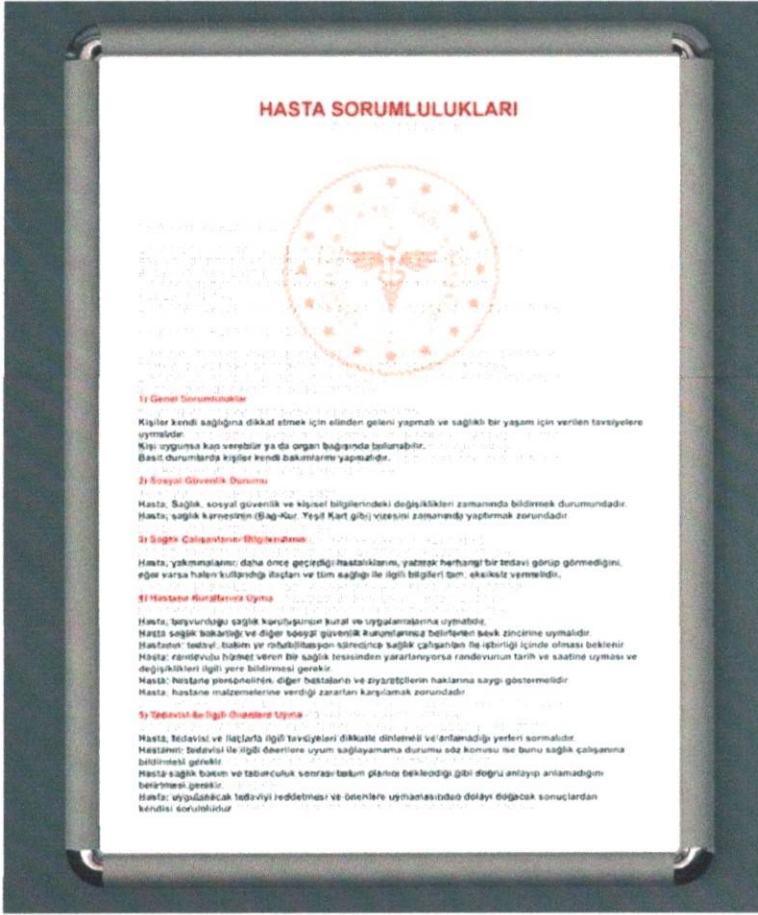 HASTA SORUMLULUKLARI
1) Genel Sorumluluklar
Kişiler kendi sağlığına dikkat etmek için elinden geleni yapmalı ve sağlıklı bir yaşam için verilen tavsiyelere
uymalıdır.
Kişi uygunsa kan verebilir ya da organ bağışında bulunabilir.
Basit durumlarda kişiler kendi bakımlarını yapmalıdır.
2) Sosyal Güvenlik Durumu
Hasta; Sağlık, sosyal güvenlik ve kişisel bilgilerindeki değişiklikleri zamanında bildirmek durumundadır.
Hasta; sağlık karnesinin (Bağ-Kur, Yeşil Kart gibi) vizesini zamanında yaptırmak zorundadır
3) Sağlık Çalışanlarını Bilgilendirme
Hasta, yakınmalarını, daha önce geçirdiği hastalıklarını, yatarak herhangi bir tedavi görüp görmediğini,
eğer varsa halen kullandığı ilaçları ve tüm sağlığı ile ilgili bilgileri tam, eksiksiz vermelidir.
4) Hastane Kurallarına Uyma
Hasta, başvurduğu sağlık kuruluşunun kural ve uygulamalarına uymalıdır.
Hasta sağlık bakanlığı ve diğer sosyal güvenlik kurumlarınca belirlenen sevk zincirine uymalıdır.
Hastanın; tedavi, bakım ve rehabilitasyon sürecince sağlık çalışanları ile işbirliği içinde olması beklenir
Hasta; randevulu hizmet veren bir sağlık tesisinden yararlanıyorsa randevunun tarih ve saatine uyması ve
değişiklikleri ilgili yere bildirmesi gerekir.
Hasta; hastane personelinin, diğer hastaların ve ziyaretçilerin haklarına saygı göstermelidir
Hasta; hastane malzemelerine verdiği zararları karşılamak zorundadır
5) Tedavisi ile ilgili Önerilere Uyma
Hasta, tedavisi ve ilaçlarla ilgili tavsiyeleri dikkatle dinlemeli ve anlamadığı yerleri sormalıdır.
Hastanın; tedavisi ile ilgili önerilere uyum sağlayamama durumu söz konusu ise bunu sağlık çalışanına
bildirmesi gerekir
Hasta sağlık bakım ve taburculuk sonrası bakım planını beklendiği gibi doğru anlayıp anlamadığını
belirtmesi gerekir.
Hasta; uygulanacak tedaviyi reddetmesi ve önerilere uymamasından dolayı doğacak sonuçlardan
kendisi sorumludur